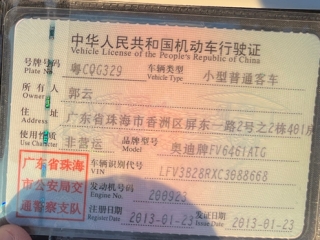 中华人民共和国机动车行驶证
Vehicle License of the People's Republic of China
号牌号码 粤CQG329 车辆类型 小型普通客车
Plate No. Vehicle Type
所有人 郭云
Owner
住址 广东省珠海市香洲区屏东一路2号之2栋401房
Address
使用性质 非营运 品牌型号 奥迪牌FV6461ATG
Use Character Model
广东省珠海
市公安局交
通警察支队
车辆识别代号 LFV3B28RXC3088668
VIN
发动机号码
Engine No.
注册日期 2013-01-23 发证日期 2013-01-23
Register Date Issue Date